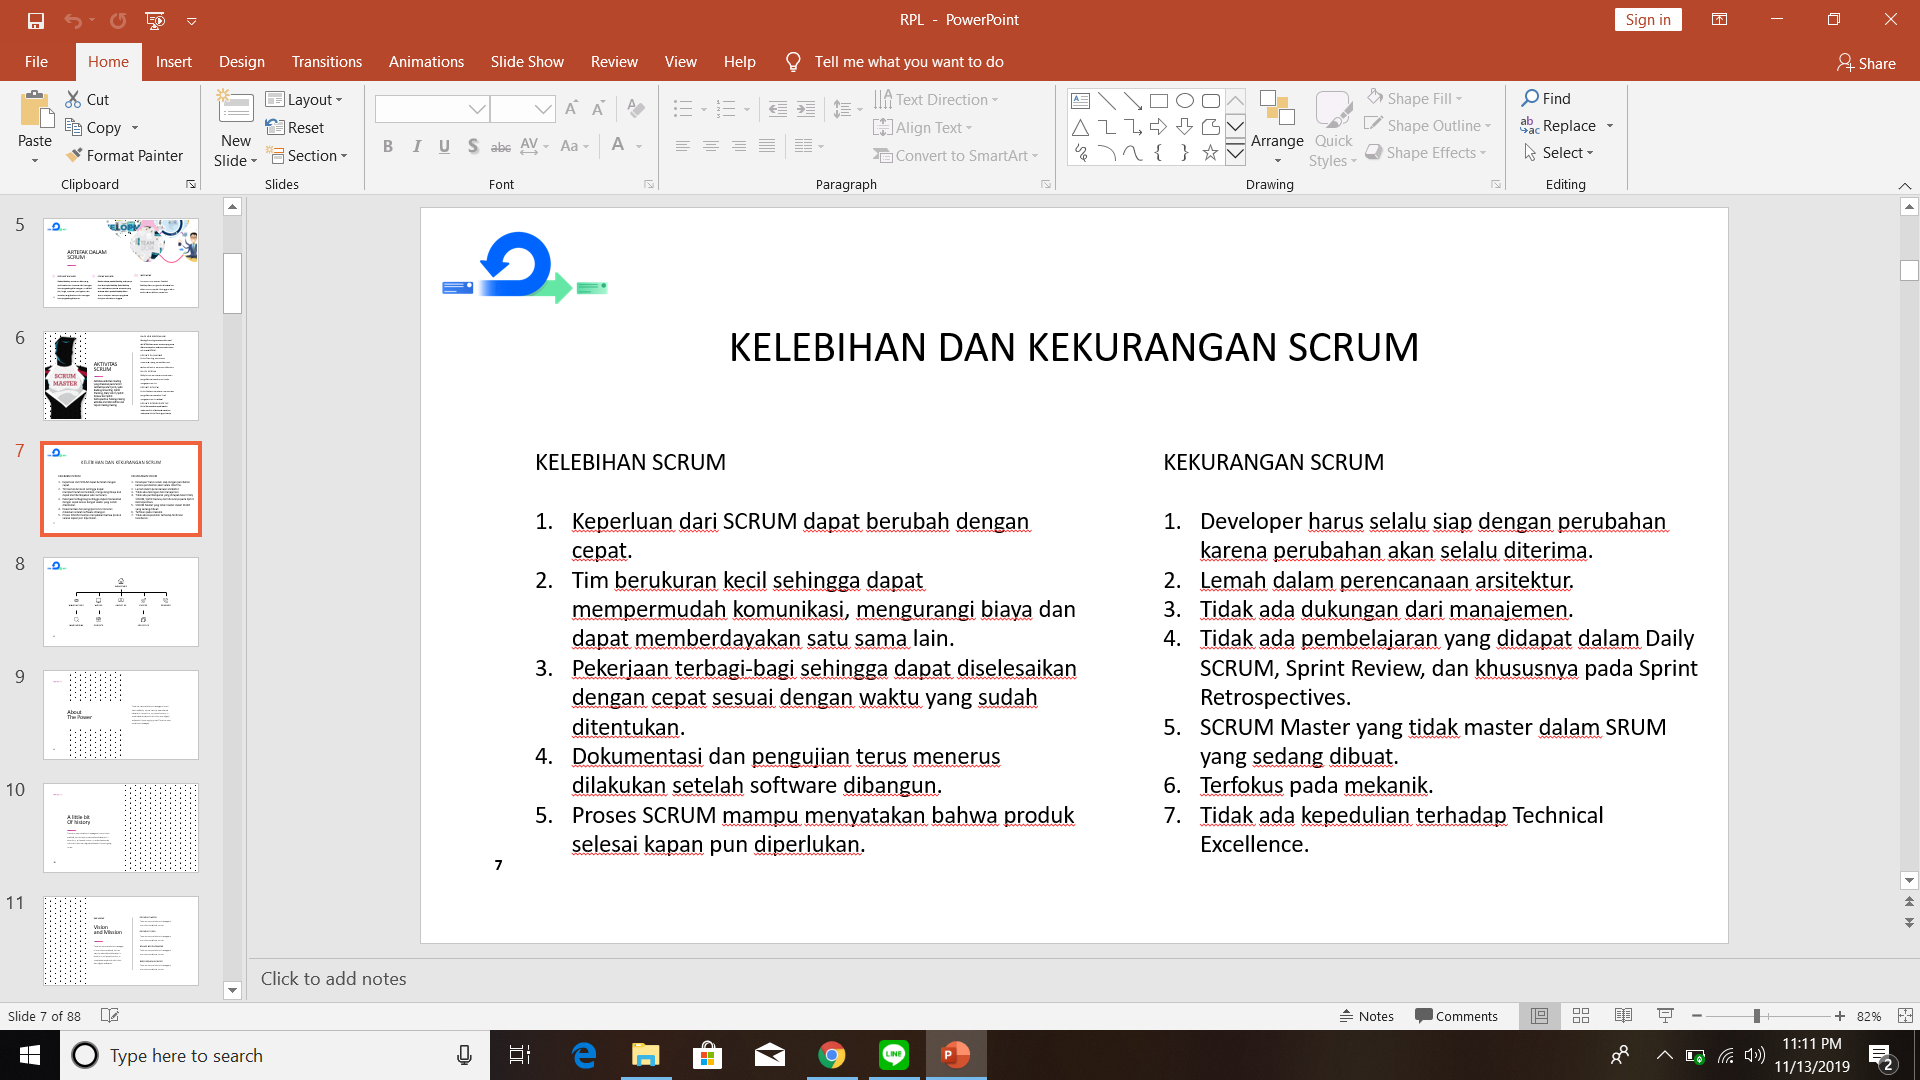 RPL - PowerPoint
Sign in
File
Home
Insert
Design
Transitions
Animations
Slide Show
Review
View
Help
Tell me what you want to do
Share
Paste
Cut
Copy
Format Painter
Clipboard
New
Slide
Layout
Reset
Section
Slides
B I U S abc AV Aa A
Font
Text Direction
Align Text
Convert to SmartArt
Paragraph
Arrange
Quick
Styles
Shape Fill
Shape Outline
Shape Effects
Drawing
Find
Replace
Select
Editing
5
ARTEFAK DALAM
SCRUM
6
SCRUM
MASTER
AKTIVITAS
SCRUM
7
KELEBIHAN DAN KEKURANGAN SCRUM
8
9
About
The Power
10
A little bit
Of history
11
Vision
and Mission
KELEBIHAN DAN KEKURANGAN SCRUM
KELEBIHAN SCRUM
1. Keperluan dari SCRUM dapat berubah dengan
cepat.
2. Tim berukuran kecil sehingga dapat
mempermudah komunikasi, mengurangi biaya dan
dapat memberdayakan satu sama lain.
3. Pekerjaan terbagi-bagi sehingga dapat diselesaikan
dengan cepat sesuai dengan waktu yang sudah
ditentukan.
4. Dokumentasi dan pengujian terus menerus
dilakukan setelah software dibangun.
5. Proses SCRUM mampu menyatakan bahwa produk
selesai kapan pun diperlukan.
KEKURANGAN SCRUM
1. Developer harus selalu siap dengan perubahan
karena perubahan akan selalu diterima.
2. Lemah dalam perencanaan arsitektur.
3. Tidak ada dukungan dari manajemen.
4. Tidak ada pembelajaran yang didapat dalam Daily
SCRUM, Sprint Review, dan khususnya pada Sprint
Retrospectives.
5. SCRUM Master yang tidak master dalam SRUM
yang sedang dibuat.
6. Terfokus pada mekanik.
7. Tidak ada kepedulian terhadap Technical
Excellence.
7
Click to add notes
Slide 7 of 88
Notes
Comments
82%
Type here to search
LINE
11:11 PM
11/13/2019
2